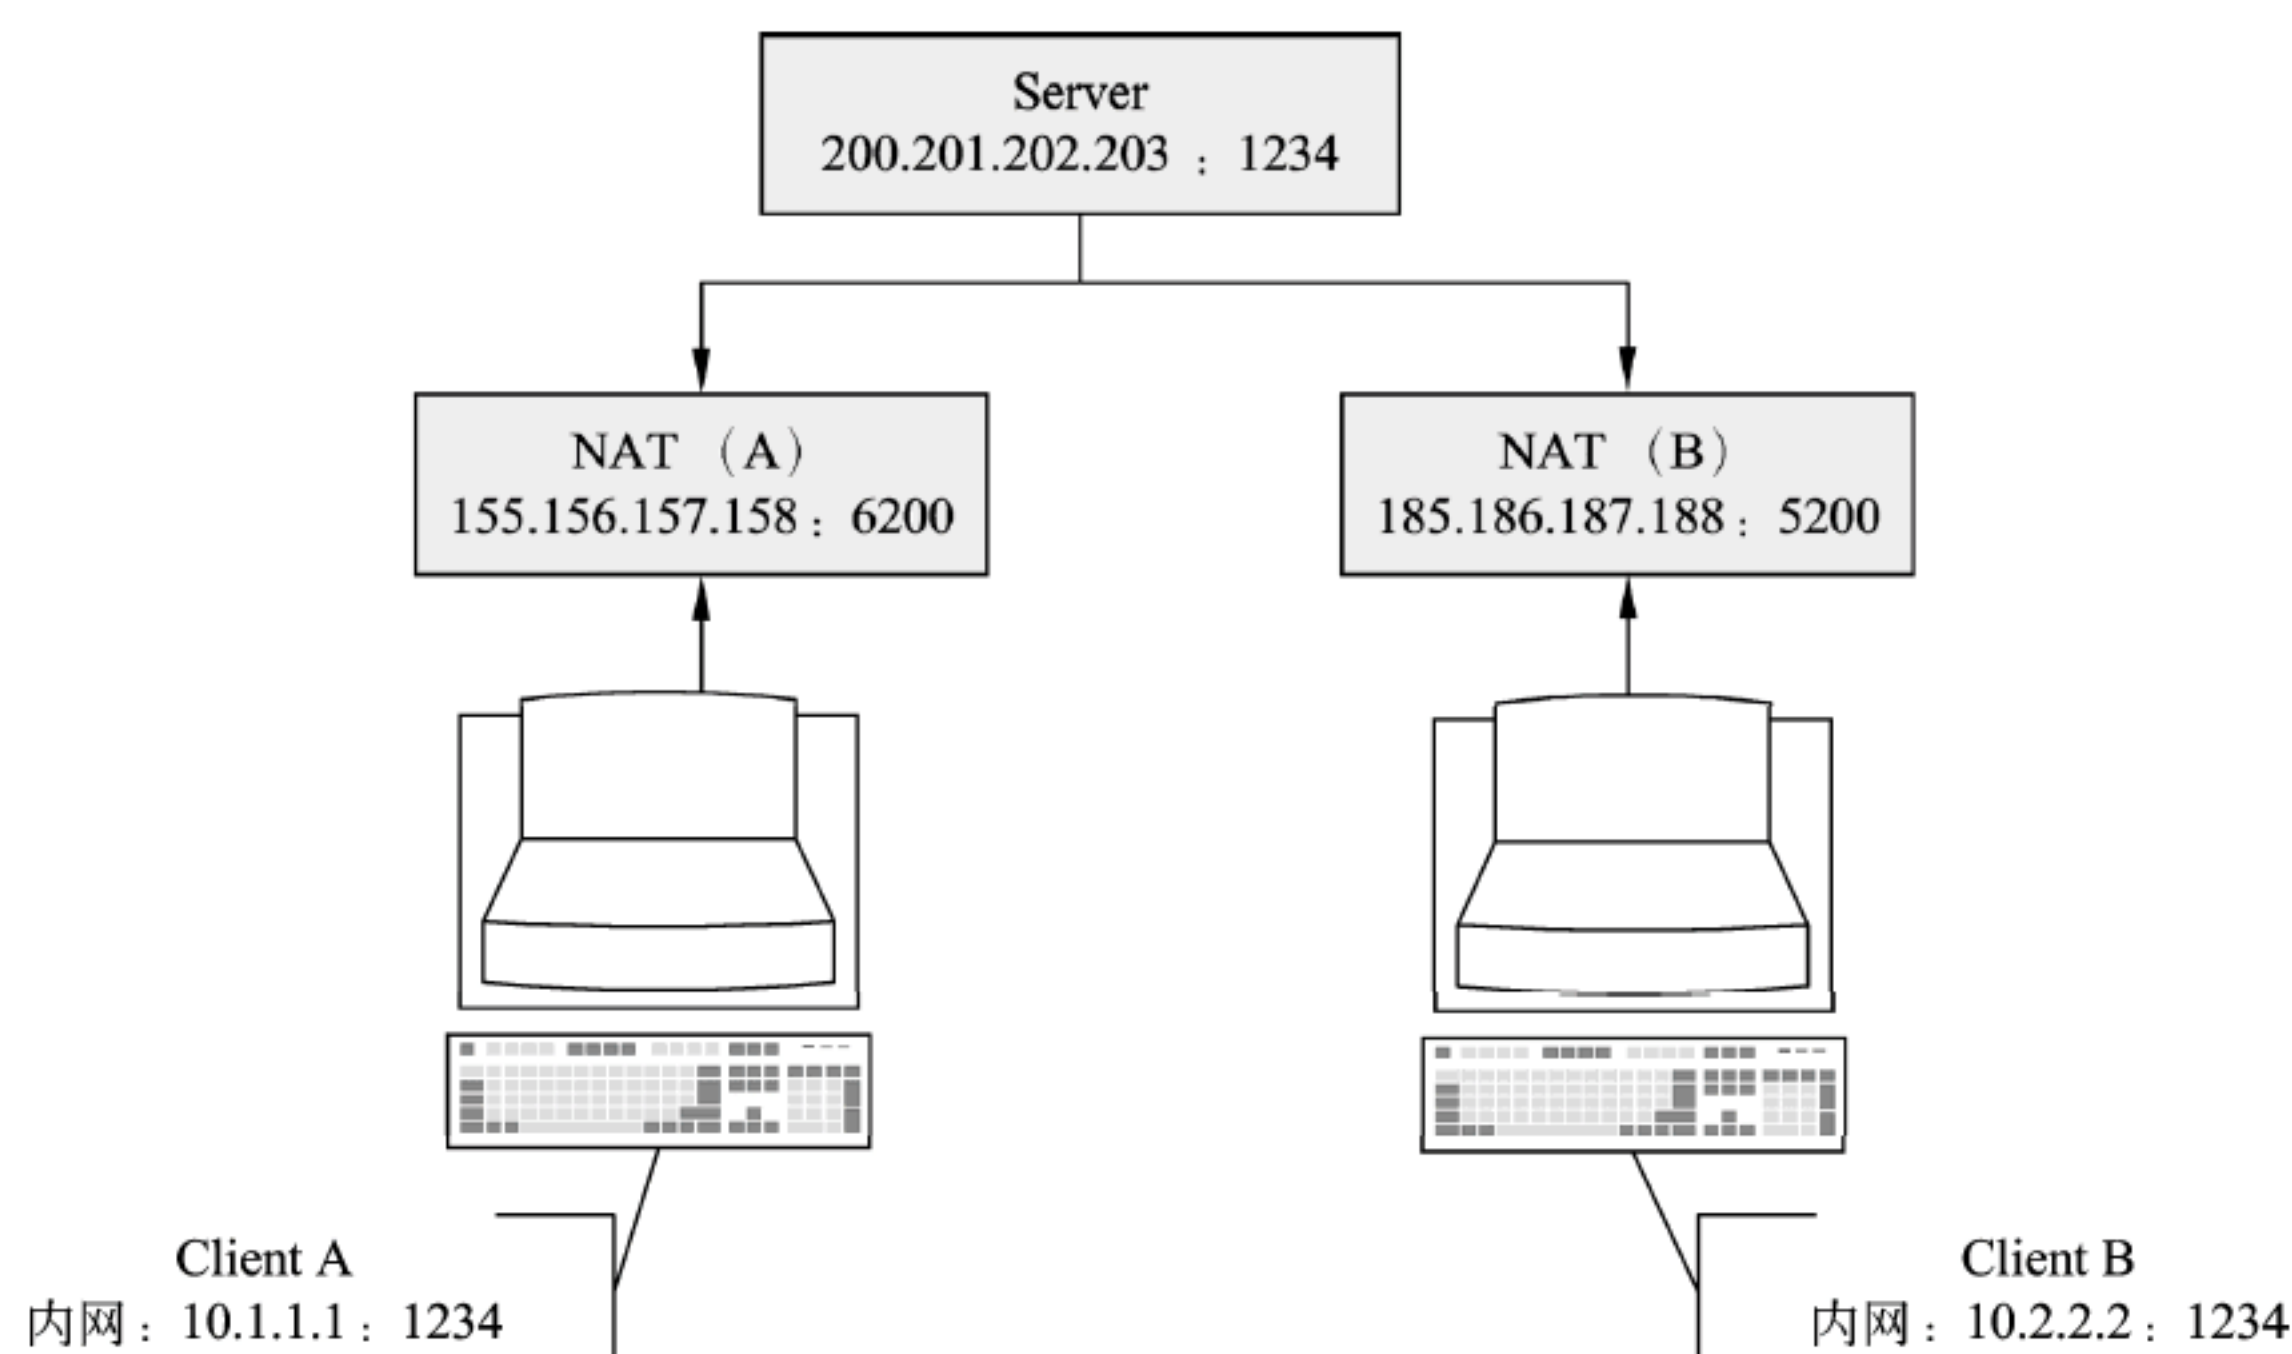 Server
200.201.202.203 : 1234
NAT （A）
155.156.157.158: 6200
NAT （B）
185.186.187.188: 5200
Client A
内网: 10.1.1.1: 1234
Client B
内网: 10.2.2.2: 1234